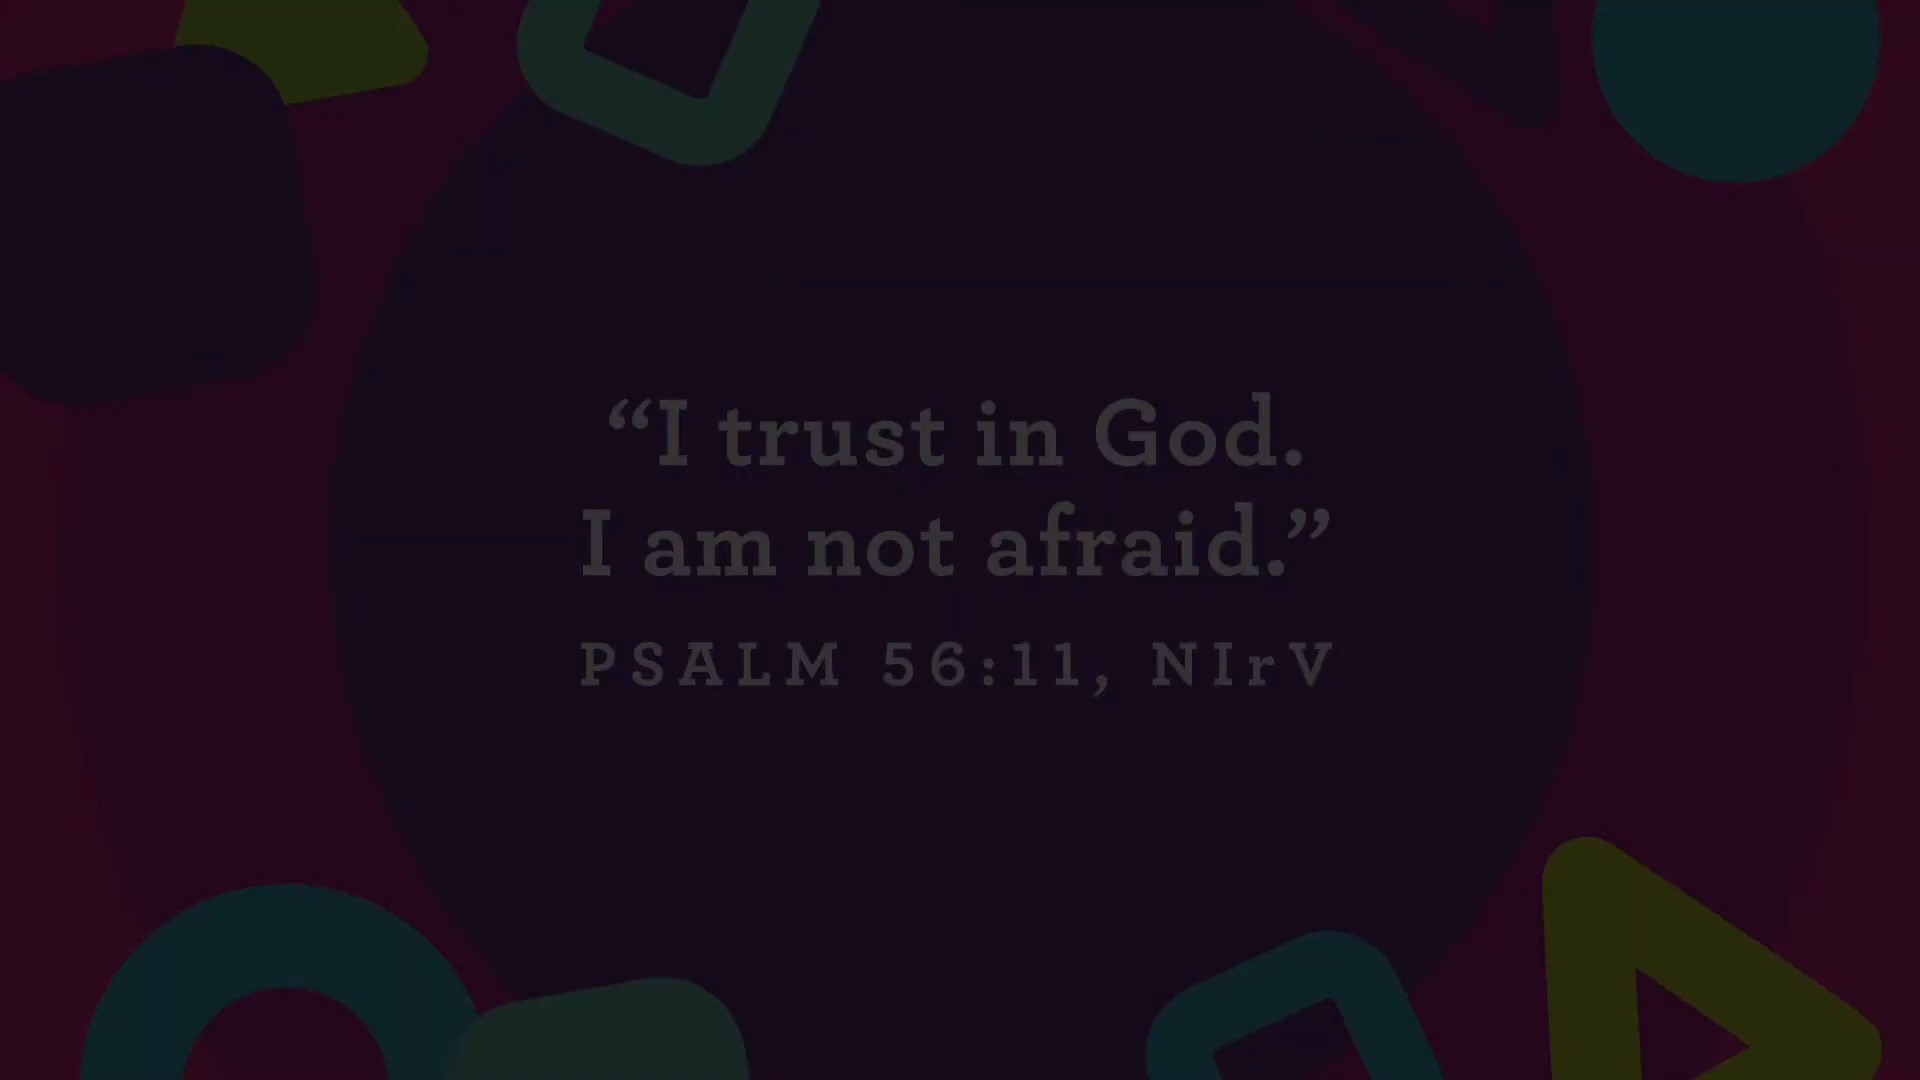 “I trust in God.
I am not afraid.”
PSALM 56:11, NIrV